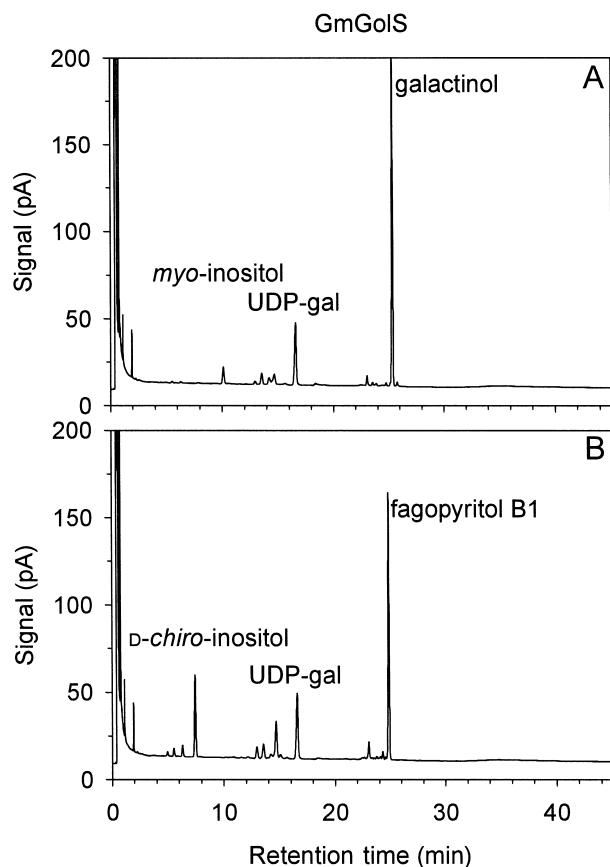 GmGolS
A
200
150
100
50
0
Signal (pA)
galactinol
myo-inositol
UDP-gal
B
200
150
100
50
0
Signal (pA)
fagopyritol B1
D-chiro-inositol
UDP-gal
0 10 20 30 40
Retention time (min)